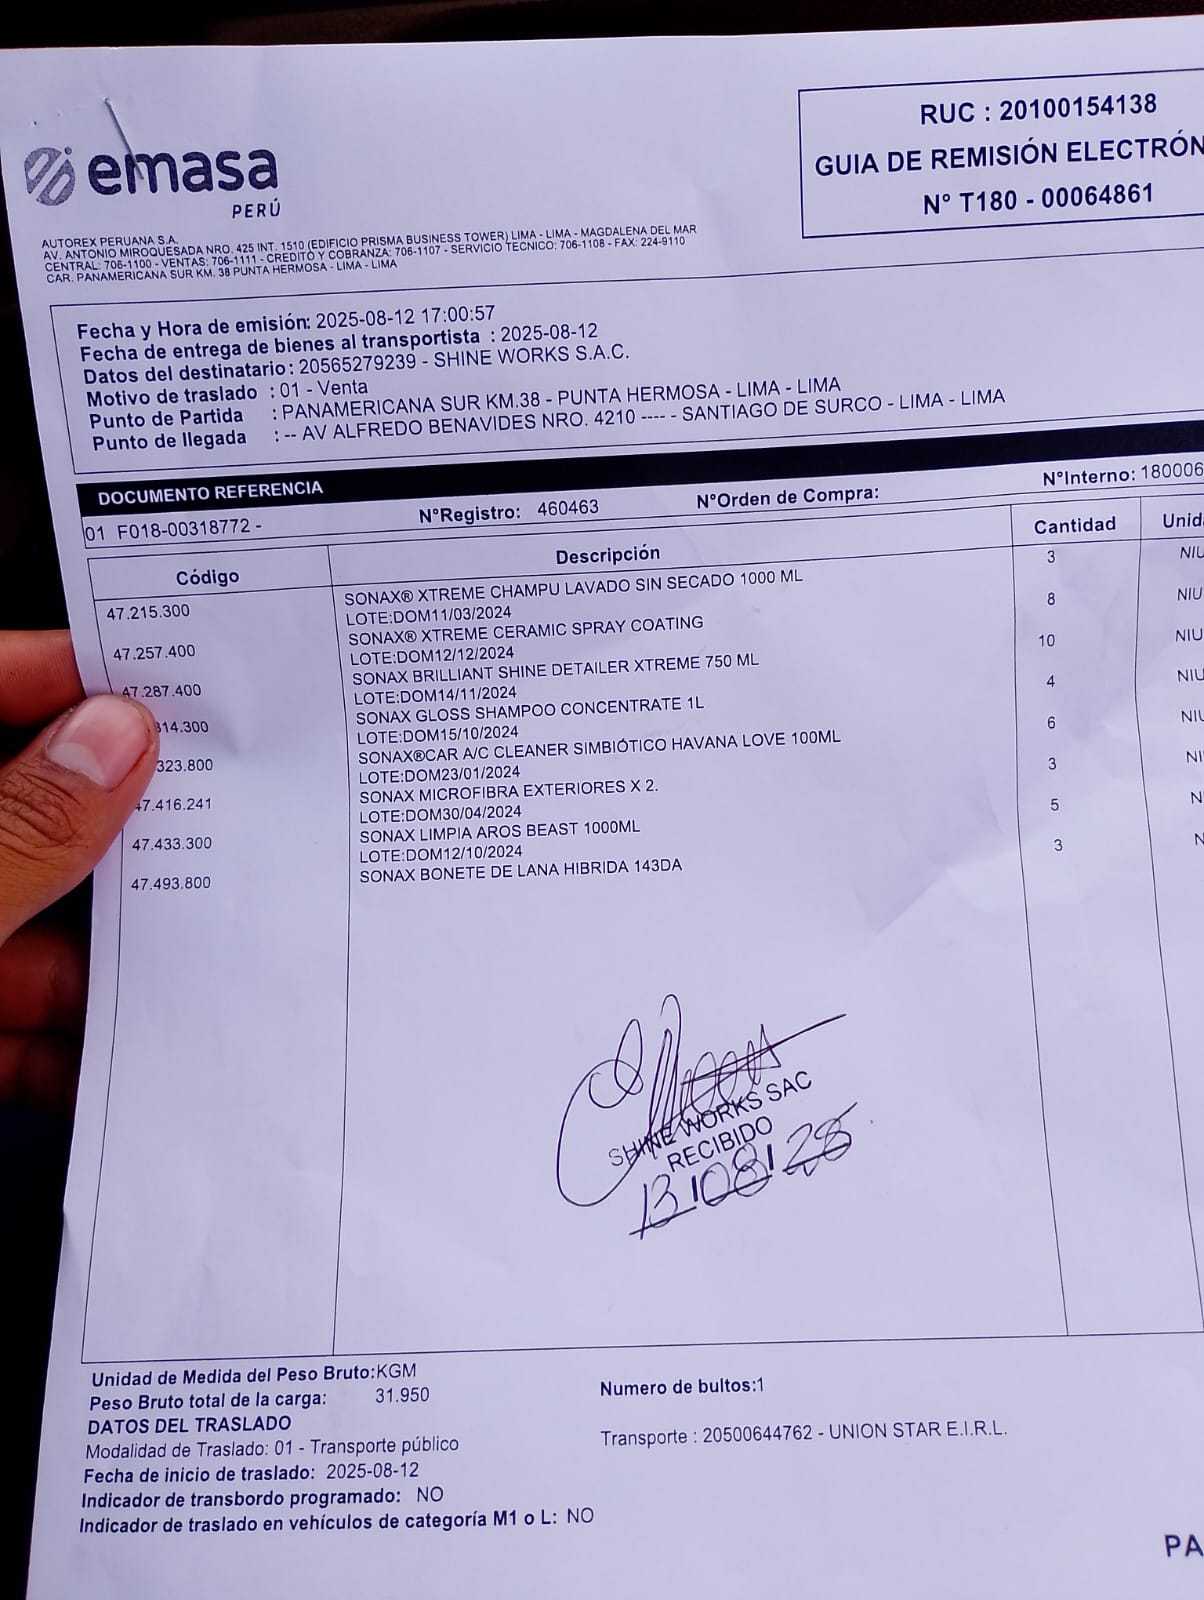 emasa
PERÚ
RUC : 20100154138
GUIA DE REMISIÓN ELECTRÓN
N° T180 - 00064861
AUTOREX PERUANA S.A.
AV. ANTONIO MIROQUESADA NRO. 425 INT. 1510 (EDIFICIO PRISMA BUSINESS TOWER) LIMA - LIMA - MAGDALENA DEL MAR
CENTRAL: 706-1100 - VENTAS: 706-1111 - CREDITO Y COBRANZA: 706-1107 - SERVICIO TECNICO: 706-1108 - FAX: 224-9110
CAR. PANAMERICANA SUR KM. 38 PUNTA HERMOSA - LIMA - LIMA
Fecha y Hora de emisión: 2025-08-12 17:00:57
Fecha de entrega de bienes al transportista : 2025-08-12
Datos del destinatario: 20565279239 - SHINE WORKS S.A.C.
Motivo de traslado : 01 - Venta
Punto de Partida : PANAMERICANA SUR KM.38 - PUNTA HERMOSA - LIMA - LIMA
Punto de llegada : -- AV ALFREDO BENAVIDES NRO. 4210 ---- - SANTIAGO DE SURCO - LIMA - LIMA
DOCUMENTO REFERENCIA
01 F018-00318772 - N°Registro: 460463 N°Orden de Compra: N°Interno: 180006
Código Descripción Cantidad Unid
47.215.300 SONAX® XTREME CHAMPU LAVADO SIN SECADO 1000 ML 3 NIU
LOTE:DOM11/03/2024
47.257.400 SONAX® XTREME CERAMIC SPRAY COATING 8 NIU
LOTE:DOM12/12/2024
47.287.400 SONAX BRILLIANT SHINE DETAILER XTREME 750 ML 10 NIU
LOTE:DOM14/11/2024
314.300 SONAX GLOSS SHAMPOO CONCENTRATE 1L 4 NIU
LOTE:DOM15/10/2024
323.800 SONAX®CAR A/C CLEANER SIMBIÓTICO HAVANA LOVE 100ML 6 NIU
LOTE:DOM23/01/2024
47.416.241 SONAX MICROFIBRA EXTERIORES X 2. 3 NI
LOTE:DOM30/04/2024
47.433.300 SONAX LIMPIA AROS BEAST 1000ML 5 N
LOTE:DOM12/10/2024
47.493.800 SONAX BONETE DE LANA HIBRIDA 143DA 3 N
SHINE WORKS SAC
RECIBIDO
13/08/25
Unidad de Medida del Peso Bruto:KGM
Peso Bruto total de la carga: 31.950 Numero de bultos:1
DATOS DEL TRASLADO
Modalidad de Traslado: 01 - Transporte público Transporte : 20500644762 - UNION STAR E.I.R.L.
Fecha de inicio de traslado: 2025-08-12
Indicador de transbordo programado: NO
Indicador de traslado en vehículos de categoría M1 o L: NO
PA